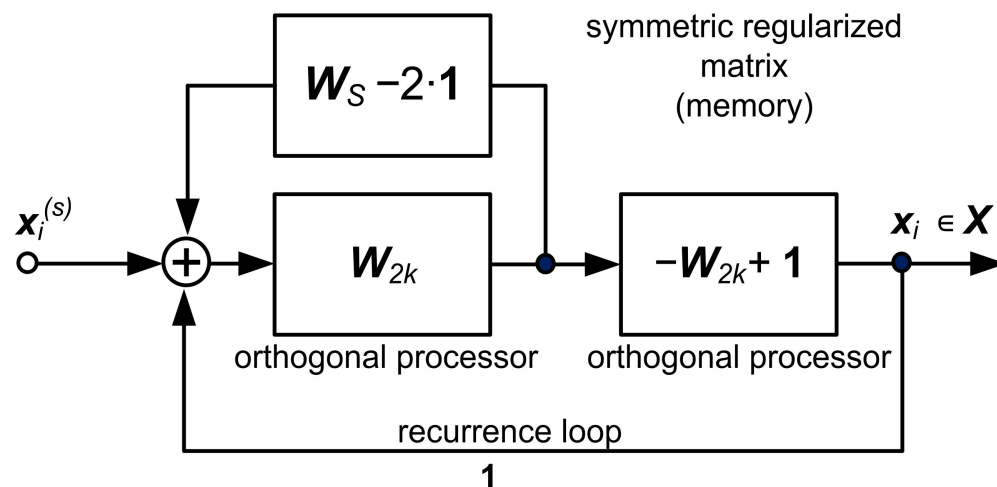 symmetric regularized
matrix
(memory)
W_S −2·1
x_i^(s)
+
W_2k
−W_2k + 1
x_i ∈ X
orthogonal processor
orthogonal processor
recurrence loop
1